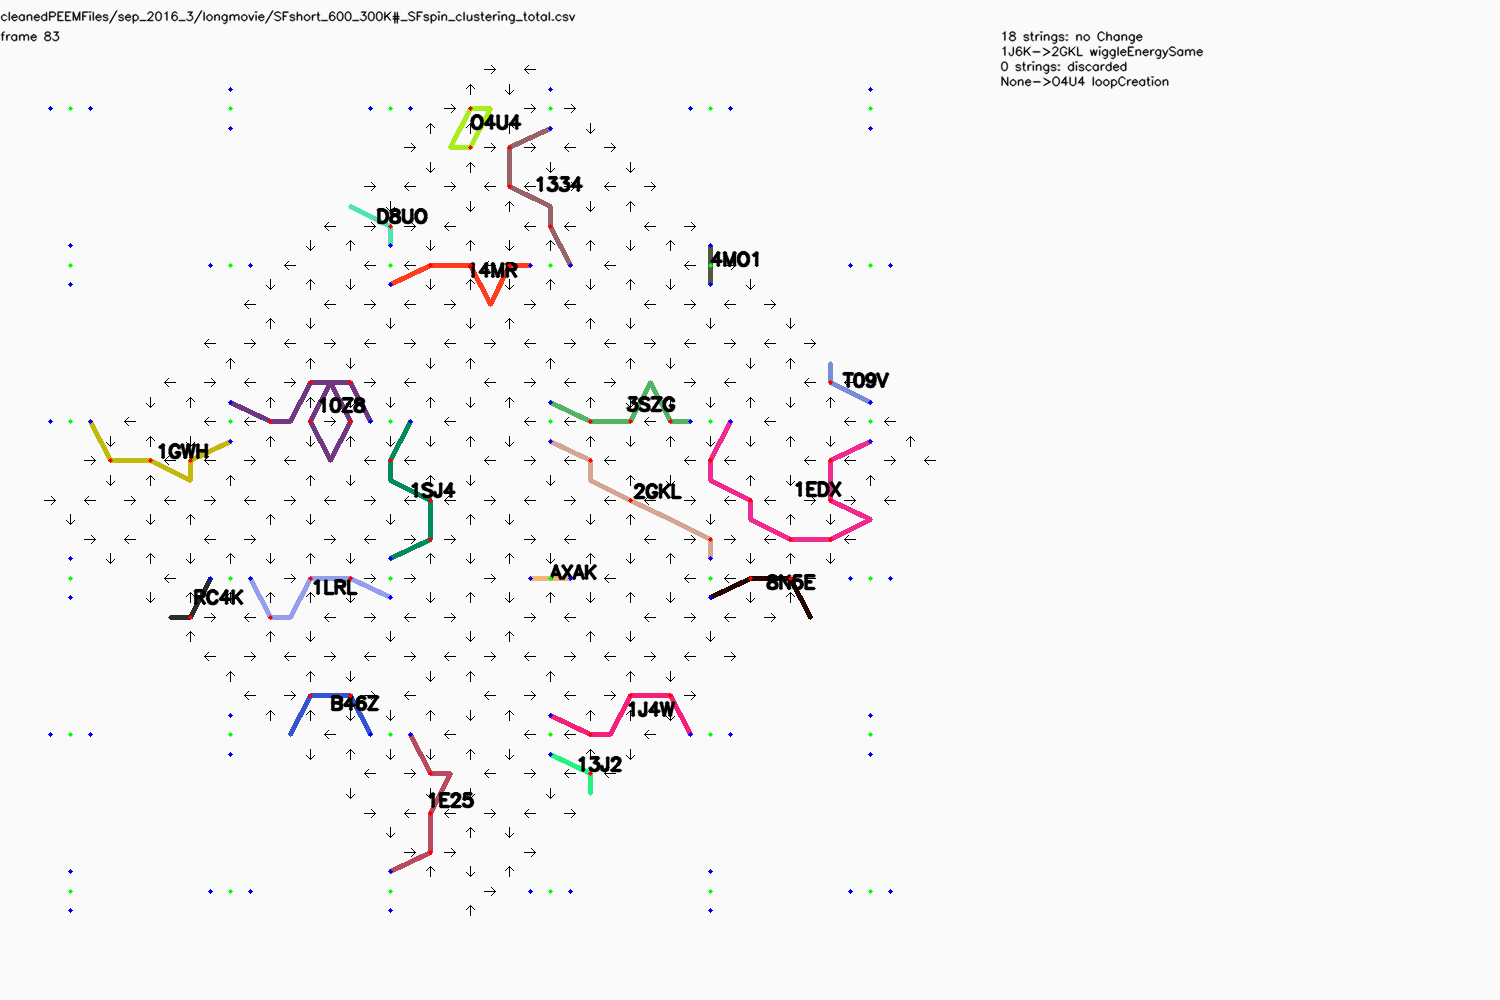 cleanedPEEMFiles/sep_2016_3/longmovie/SFshort_600_300K#_SFspin_clustering_total.csv
frame 83
18 strings: no Change
1J6K->2GKL wiggleEnergySame
0 strings: discarded
None->O4U4 loopCreation
O4U4
1334
D8UO
4MO1
14MR
T09V
10Z8
3SZG
1GWH
1SJ4
2GKL
1EDX
AXAK
8N5E
1LRL
RC4K
B46Z
1J4W
13J2
1E25